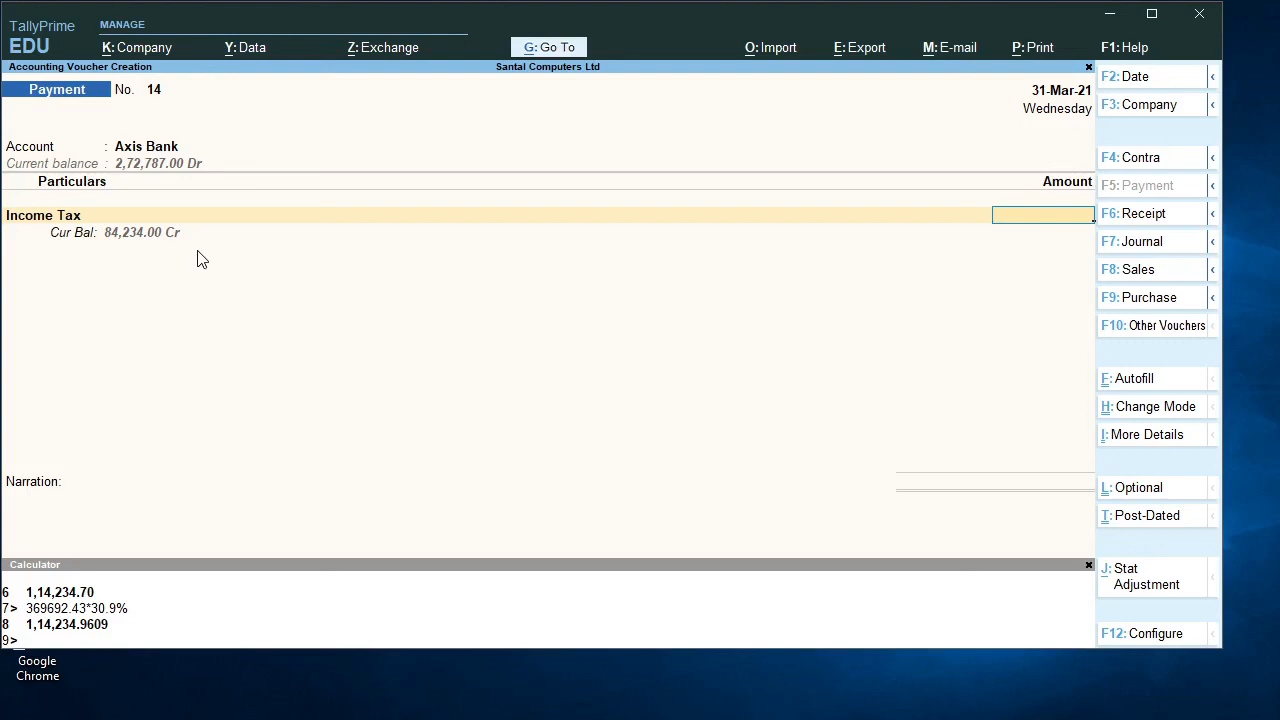 TallyPrime
EDU
MANAGE
K: Company Y: Data Z: Exchange G: Go To O: Import E: Export M: E-mail P: Print F1: Help
Accounting Voucher Creation Santal Computers Ltd
Payment No. 14 31-Mar-21
Wednesday
Account : Axis Bank
Current balance : 2,72,787.00 Dr
Particulars Amount
Income Tax
Cur Bal: 84,234.00 Cr
Narration:
Calculator
6 1,14,234.70
7> 369692.43*30.9%
8 1,14,234.9609
9>
F2: Date
F3: Company
F4: Contra
F5: Payment
F6: Receipt
F7: Journal
F8: Sales
F9: Purchase
F10: Other Vouchers
F: Autofill
H: Change Mode
I: More Details
L: Optional
T: Post-Dated
J: Stat
Adjustment
F12: Configure
Google
Chrome